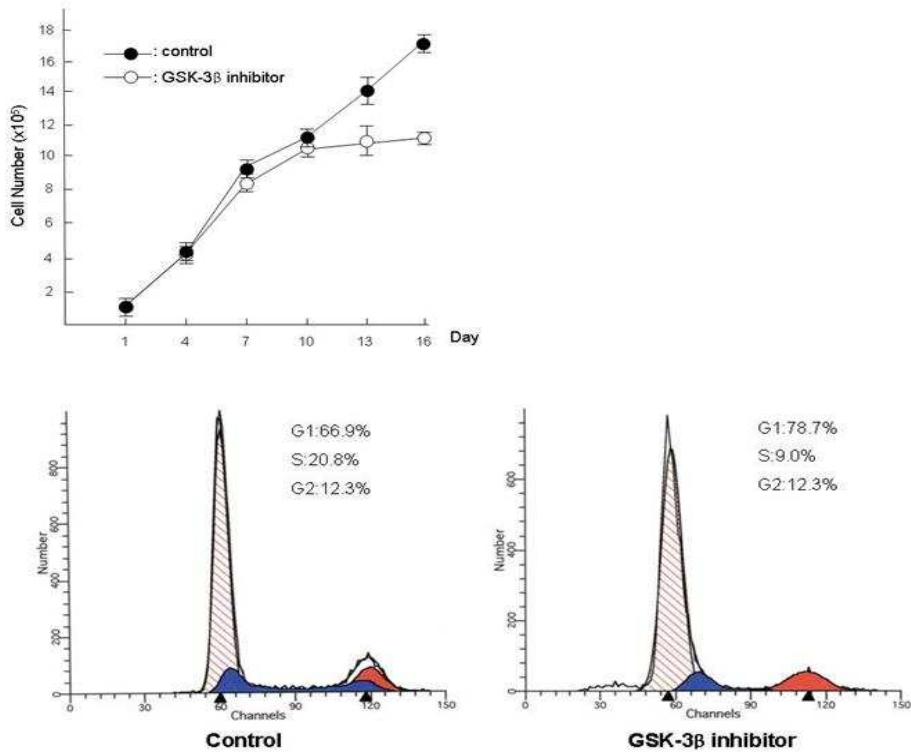 18
16
14
12
10
8
6
4
2
Cell Number (x10⁵)
: control
: GSK-3β inhibitor
1 4 7 10 13 16 Day
G1:66.9%
S:20.8%
G2:12.3%
Number
0 200 400 600 800
0 30 60 90 120 150
Channels
Control
G1:78.7%
S:9.0%
G2:12.3%
Number
0 200 400 600
0 30 60 90 120 150
Channels
GSK-3β inhibitor